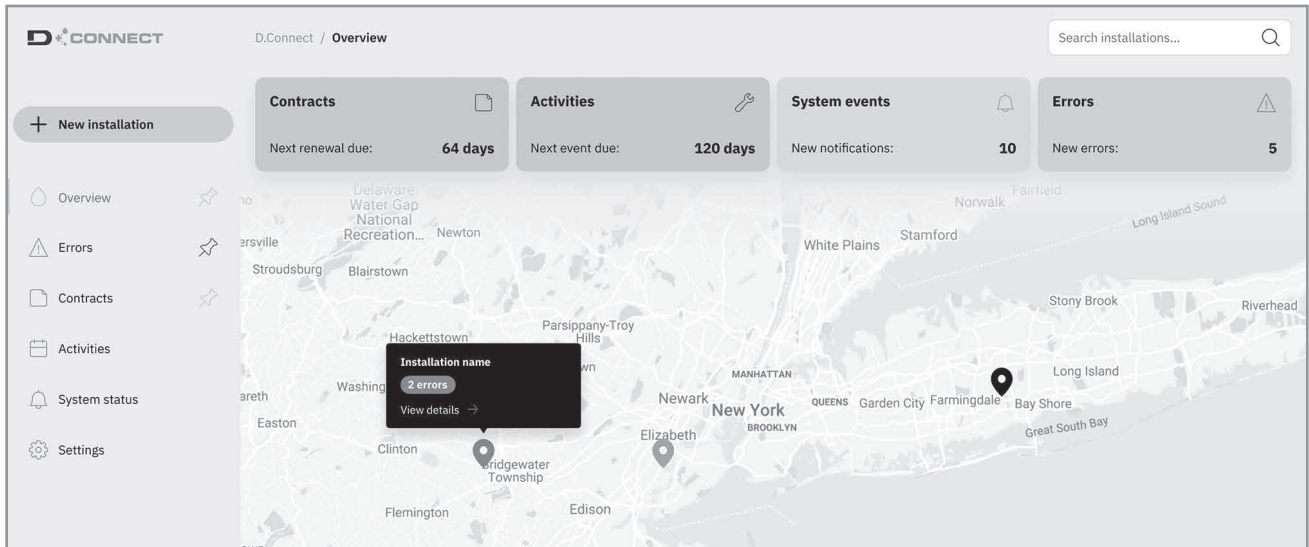 D CONNECT
D.Connect / Overview
Search installations...
New installation
Overview
Errors
Contracts
Activities
System status
Settings
Contracts
Next renewal due: 64 days
Activities
Next event due: 120 days
System events
New notifications: 10
Errors
New errors: 5
Delaware
Water Gap
National
Recreation...
Newton
Fairfield
Norwalk
Long Island Sound
Stamford
White Plains
ersville
Stroudsburg
Blairstown
Stony Brook
Riverhead
Parsippany-Troy
Hills
Hackettstown
Installation name
2 errors
View details
wn
Washing
areth
Easton
MANHATTAN
Newark
New York
QUEENS
BROOKLYN
Garden City
Farmingdale
Long Island
Bay Shore
Great South Bay
Elizabeth
Clinton
Bridgewater
Township
Flemington
Edison